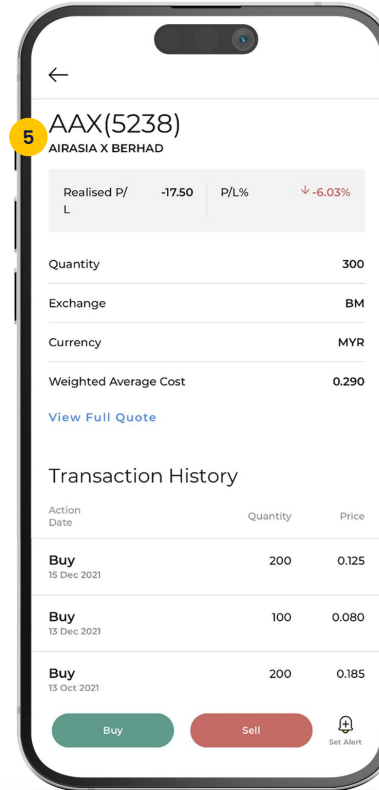 5
AAX(5238)
AIRASIA X BERHAD
Realised P/L -17.50 P/L% ↓-6.03%
Quantity 300
Exchange BM
Currency MYR
Weighted Average Cost 0.290
View Full Quote
Transaction History
Action
Date Quantity Price
Buy 200 0.125
15 Dec 2021
Buy 100 0.080
13 Dec 2021
Buy 200 0.185
13 Oct 2021
Buy Sell
Set Alert